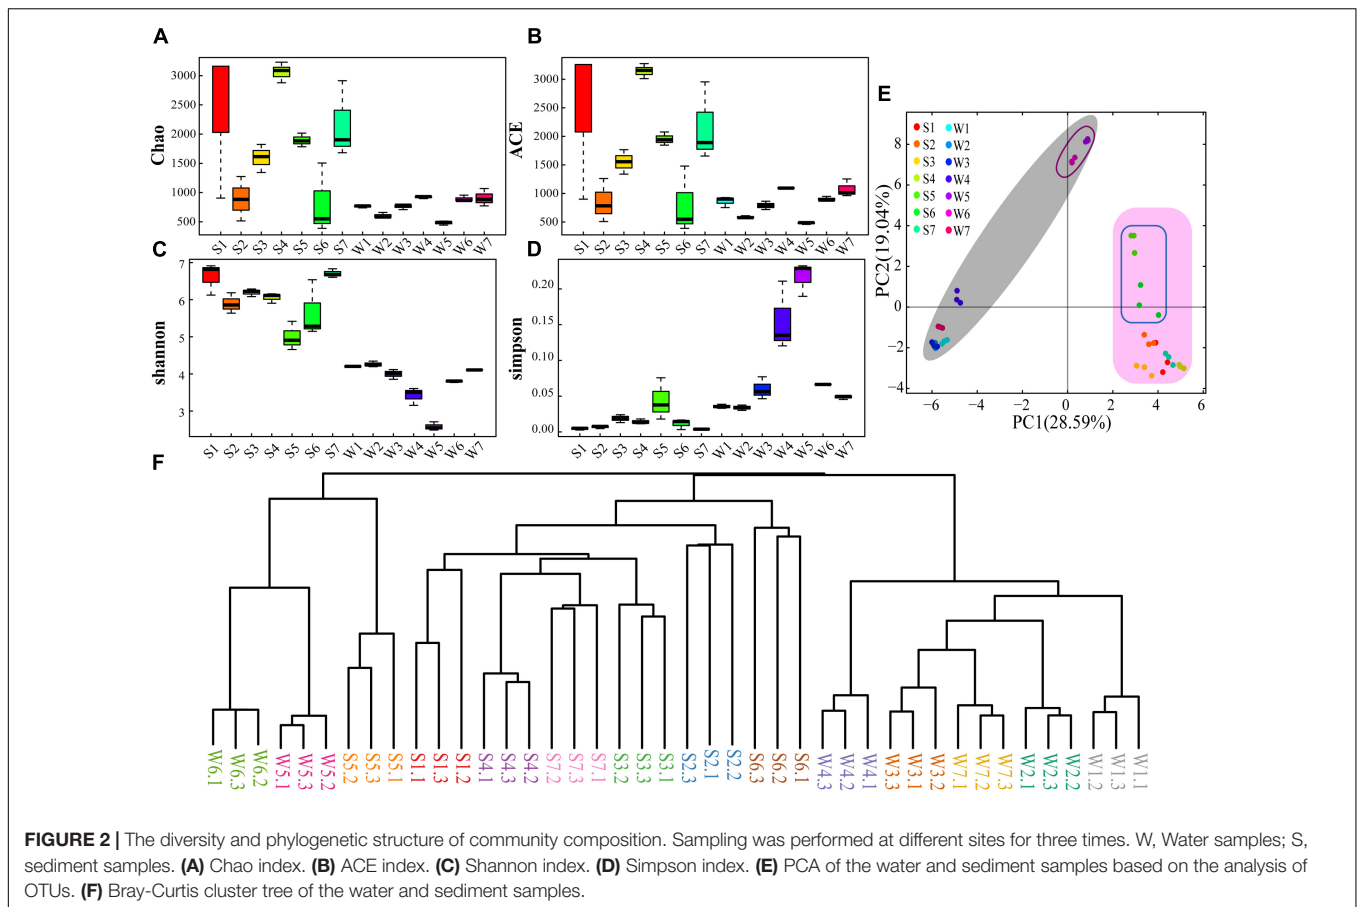 A
B
3000
2500
2000
1500
1000
500
Chao
S1 S2 S3 S4 S5 S6 S7 W1 W2 W3 W4 W5 W6 W7
3000
2500
2000
1500
1000
500
ACE
S1 S2 S3 S4 S5 S6 S7 W1 W2 W3 W4 W5 W6 W7
C
7
6
5
4
3
shannon
S1 S2 S3 S4 S5 S6 S7 W1 W2 W3 W4 W5 W6 W7
D
0.20
0.15
0.10
0.05
0.00
simpson
S1 S2 S3 S4 S5 S6 S7 W1 W2 W3 W4 W5 W6 W7
E
S1 W1
S2 W2
S3 W3
S4 W4
S5 W5
S6 W6
S7 W7
8
6
4
2
0
−2
−4
PC2(19.04%)
−6 −4 −2 0 2 4 6
PC1(28.59%)
F
W6.1 W6.3 W6.2 W5.1 W5.3 W5.2 S5.2 S5.3 S5.1 S1.1 S1.3 S1.2 S4.1 S4.3 S4.2 S7.2 S7.3 S7.1 S3.2 S3.3 S3.1 S2.3 S2.1 S2.2 S6.3 S6.2 S6.1 W4.3 W4.2 W4.1 W3.3 W3.1 W3.2 W7.1 W7.2 W7.3 W2.1 W2.3 W2.2 W1.2 W1.3 W1.1
FIGURE 2 | The diversity and phylogenetic structure of community composition. Sampling was performed at different sites for three times. W, Water samples; S,
sediment samples. (A) Chao index. (B) ACE index. (C) Shannon index. (D) Simpson index. (E) PCA of the water and sediment samples based on the analysis of
OTUs. (F) Bray-Curtis cluster tree of the water and sediment samples.